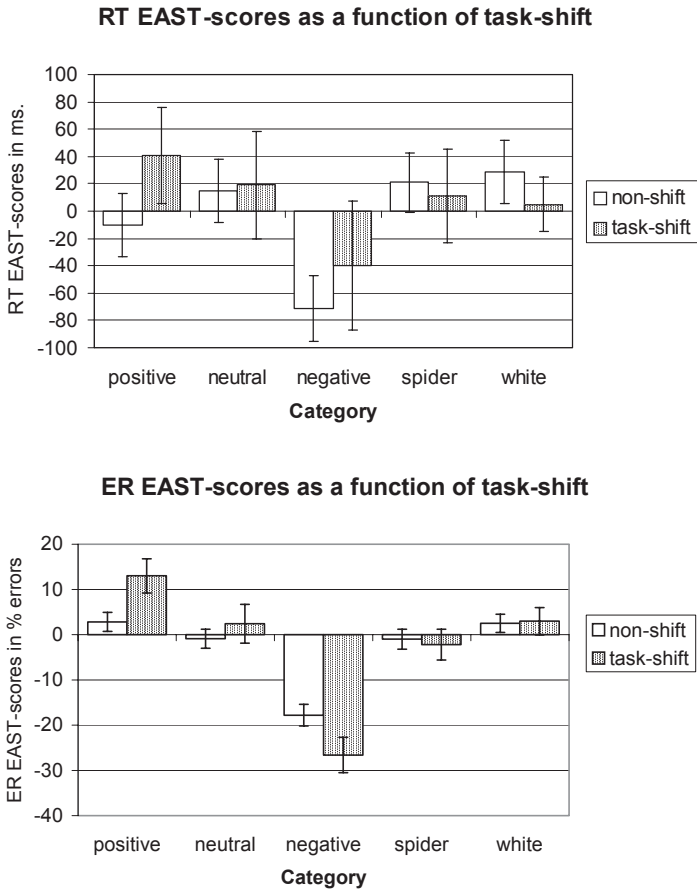 RT EAST-scores as a function of task-shift
RT EAST-scores in ms.
100
80
60
40
20
0
-20
-40
-60
-80
-100
positive neutral negative spider white
Category
non-shift
task-shift
ER EAST-scores as a function of task-shift
ER EAST-scores in % errors
20
10
0
-10
-20
-30
-40
positive neutral negative spider white
Category
non-shift
task-shift